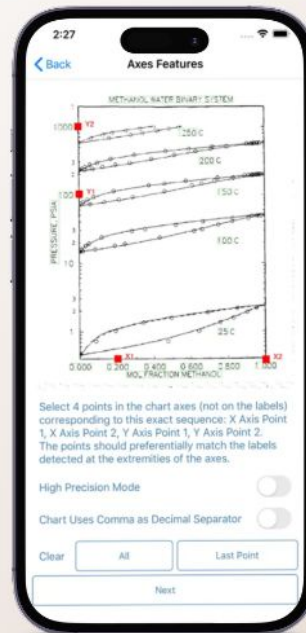 2:27
Back
Axes Features
METHANOL WATER BINARY SYSTEM
1000
Y2
250 C
200 C
100
Y1
150 C
100 C
10
25 C
1
PRESSURE, PSIA
0.000 0.200 0.400 0.600 0.800 1.000
X1 X2
MOL FRACTION METHANOL
Select 4 points in the chart axes (not on the labels)
corresponding to this exact sequence: X Axis Point
1, X Axis Point 2, Y Axis Point 1, Y Axis Point 2.
The points should preferentially match the labels
detected at the extremities of the axes.
High Precision Mode
Chart Uses Comma as Decimal Separator
Clear
All
Last Point
Next